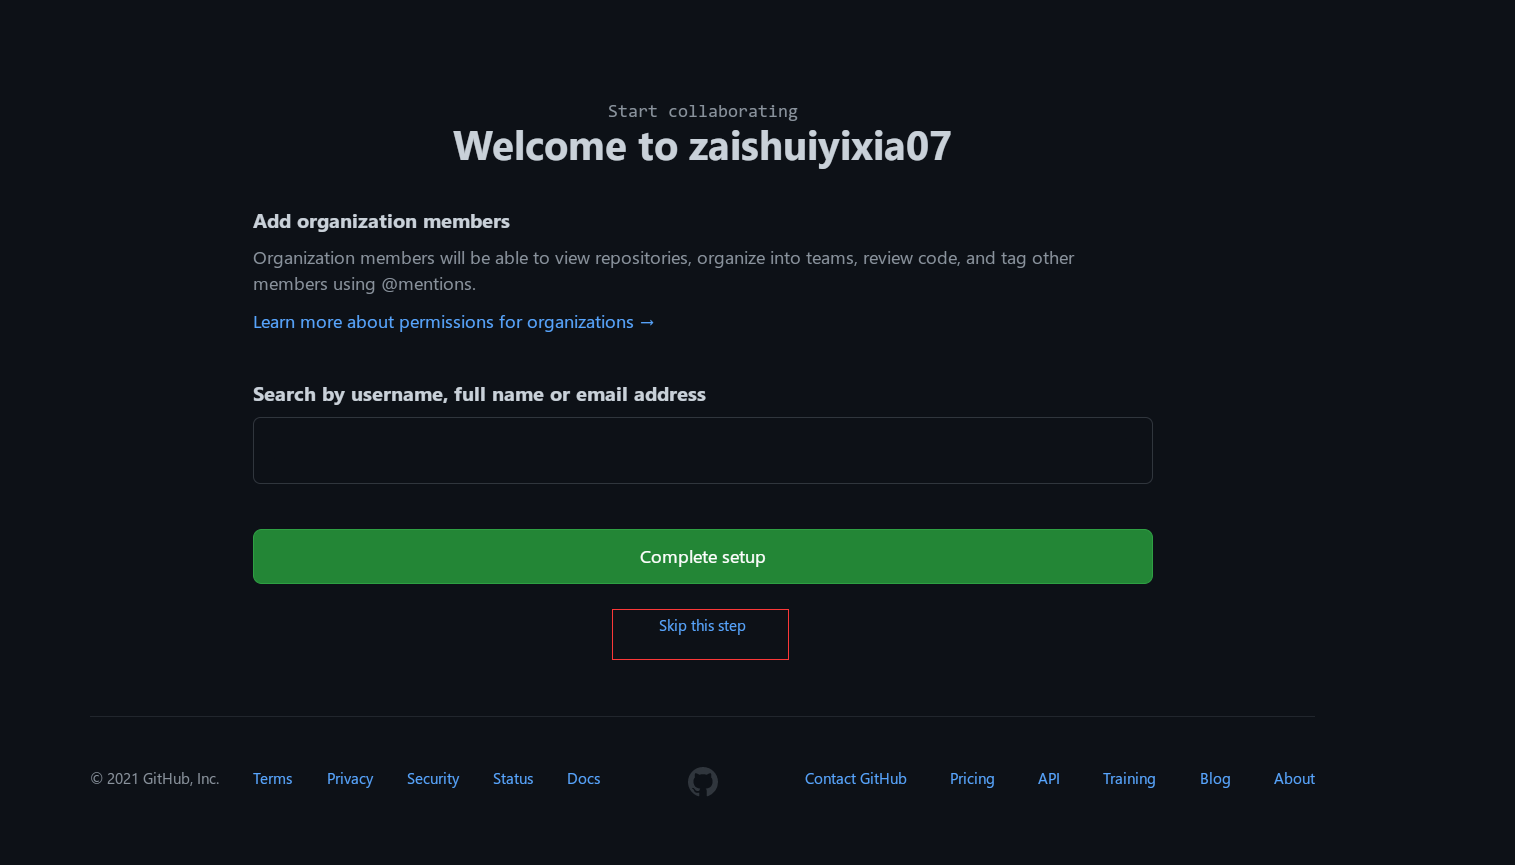 Start collaborating
Welcome to zaishuiyixia07
Add organization members
Organization members will be able to view repositories, organize into teams, review code, and tag other
members using @mentions.
Learn more about permissions for organizations →
Search by username, full name or email address
Complete setup
Skip this step
© 2021 GitHub, Inc. Terms Privacy Security Status Docs Contact GitHub Pricing API Training Blog About